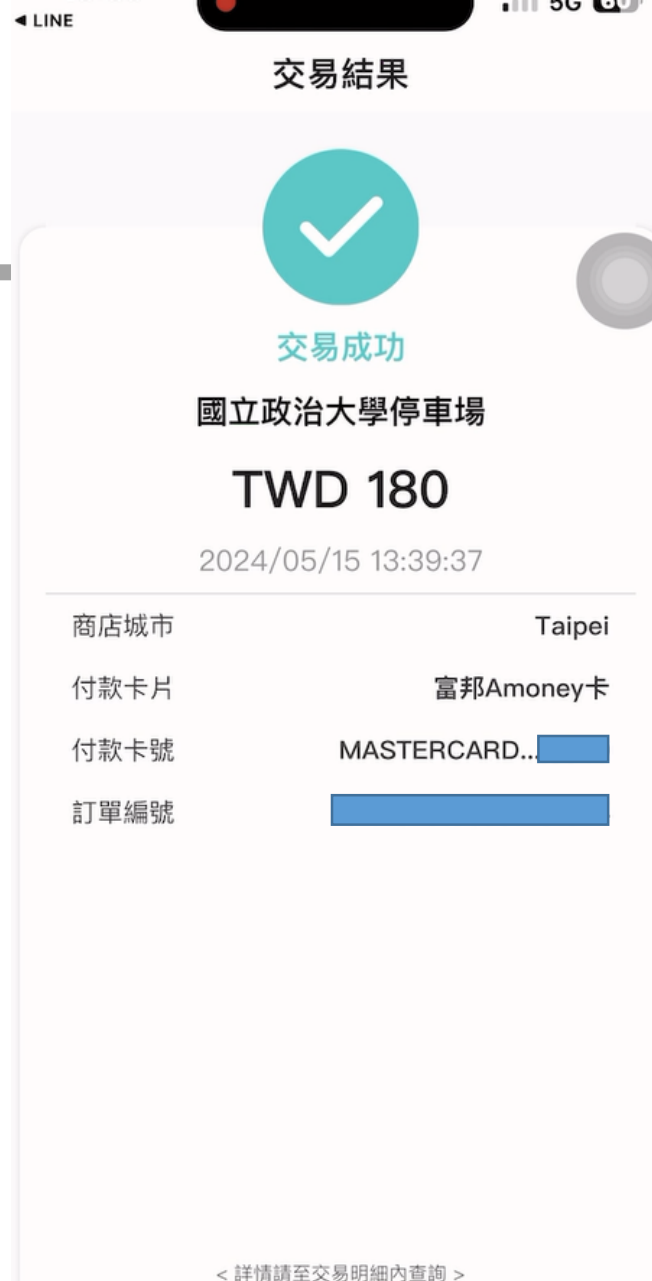 ◀ LINE
5G
交易結果
交易成功
國立政治大學停車場
TWD 180
2024/05/15 13:39:37
商店城市 Taipei
付款卡片 富邦Amoney卡
付款卡號 MASTERCARD...
訂單編號
< 詳情請至交易明細內查詢 >